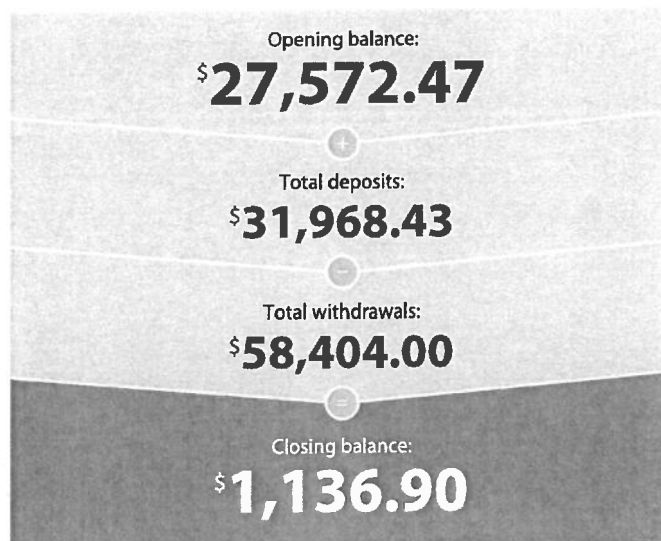 Opening balance:
$27,572.47
+
Total deposits:
$31,968.43
−
Total withdrawals:
$58,404.00
=
Closing balance:
$1,136.90